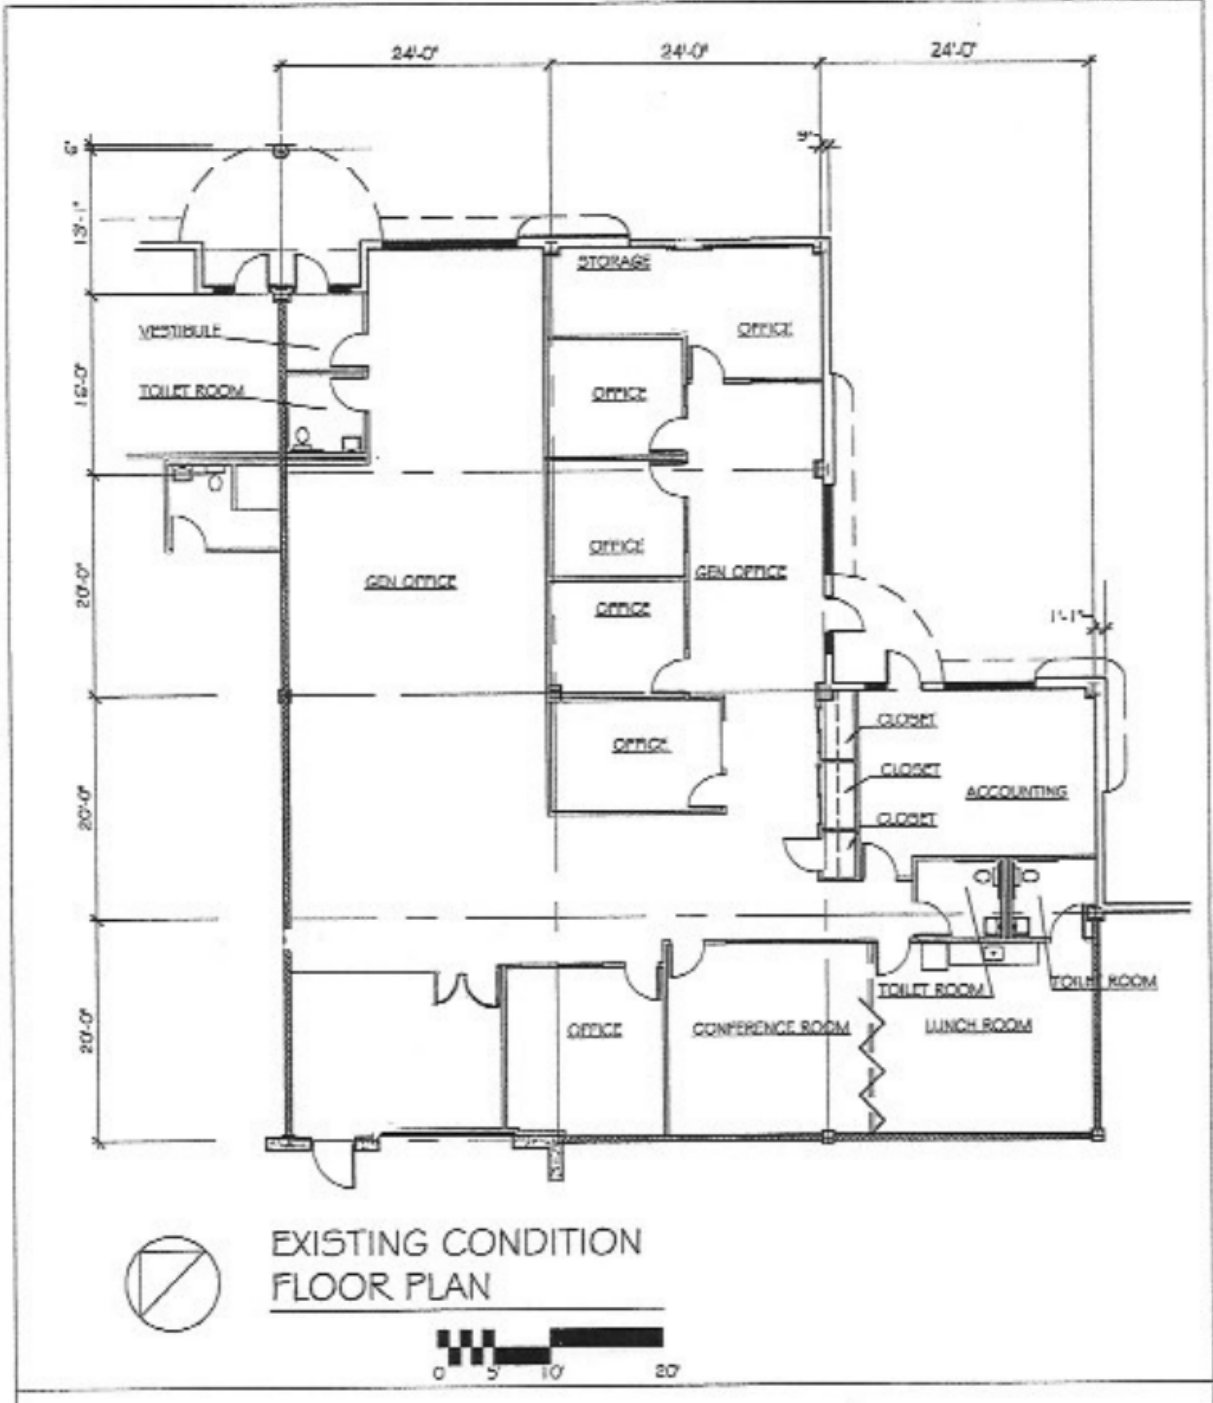 24'-0"
24'-0"
24'-0"
9"
6"
13'-1"
STORAGE
VESTIBULE
OFFICE
16'-0"
TOILET ROOM
OFFICE
OFFICE
20'-0"
GEN OFFICE
GEN OFFICE
OFFICE
1'-1"
CLOSET
OFFICE
CLOSET
ACCOUNTING
20'-0"
CLOSET
TOILET ROOM
TOILET ROOM
20'-0"
OFFICE
CONFERENCE ROOM
LUNCH ROOM
EXISTING CONDITION
FLOOR PLAN
0 5' 10' 20'